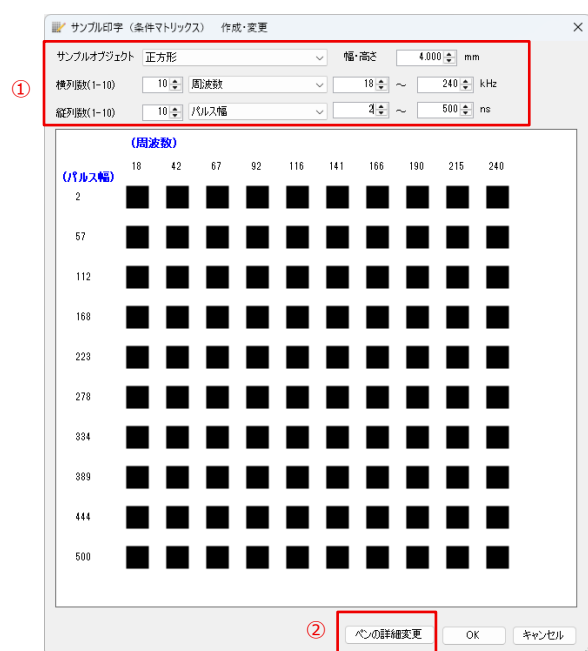 サンプル印字（条件マトリックス） 作成・変更
①
サンプルオブジェクト 正方形 幅・高さ 4.000 mm
横列数(1-10) 10 周波数 18 ～ 240 kHz
縦列数(1-10) 10 パルス幅 2 ～ 500 ns
(周波数)
18 42 67 92 116 141 166 190 215 240
(パルス幅)
2
57
112
168
223
278
334
389
444
500
② ペンの詳細変更 OK キャンセル